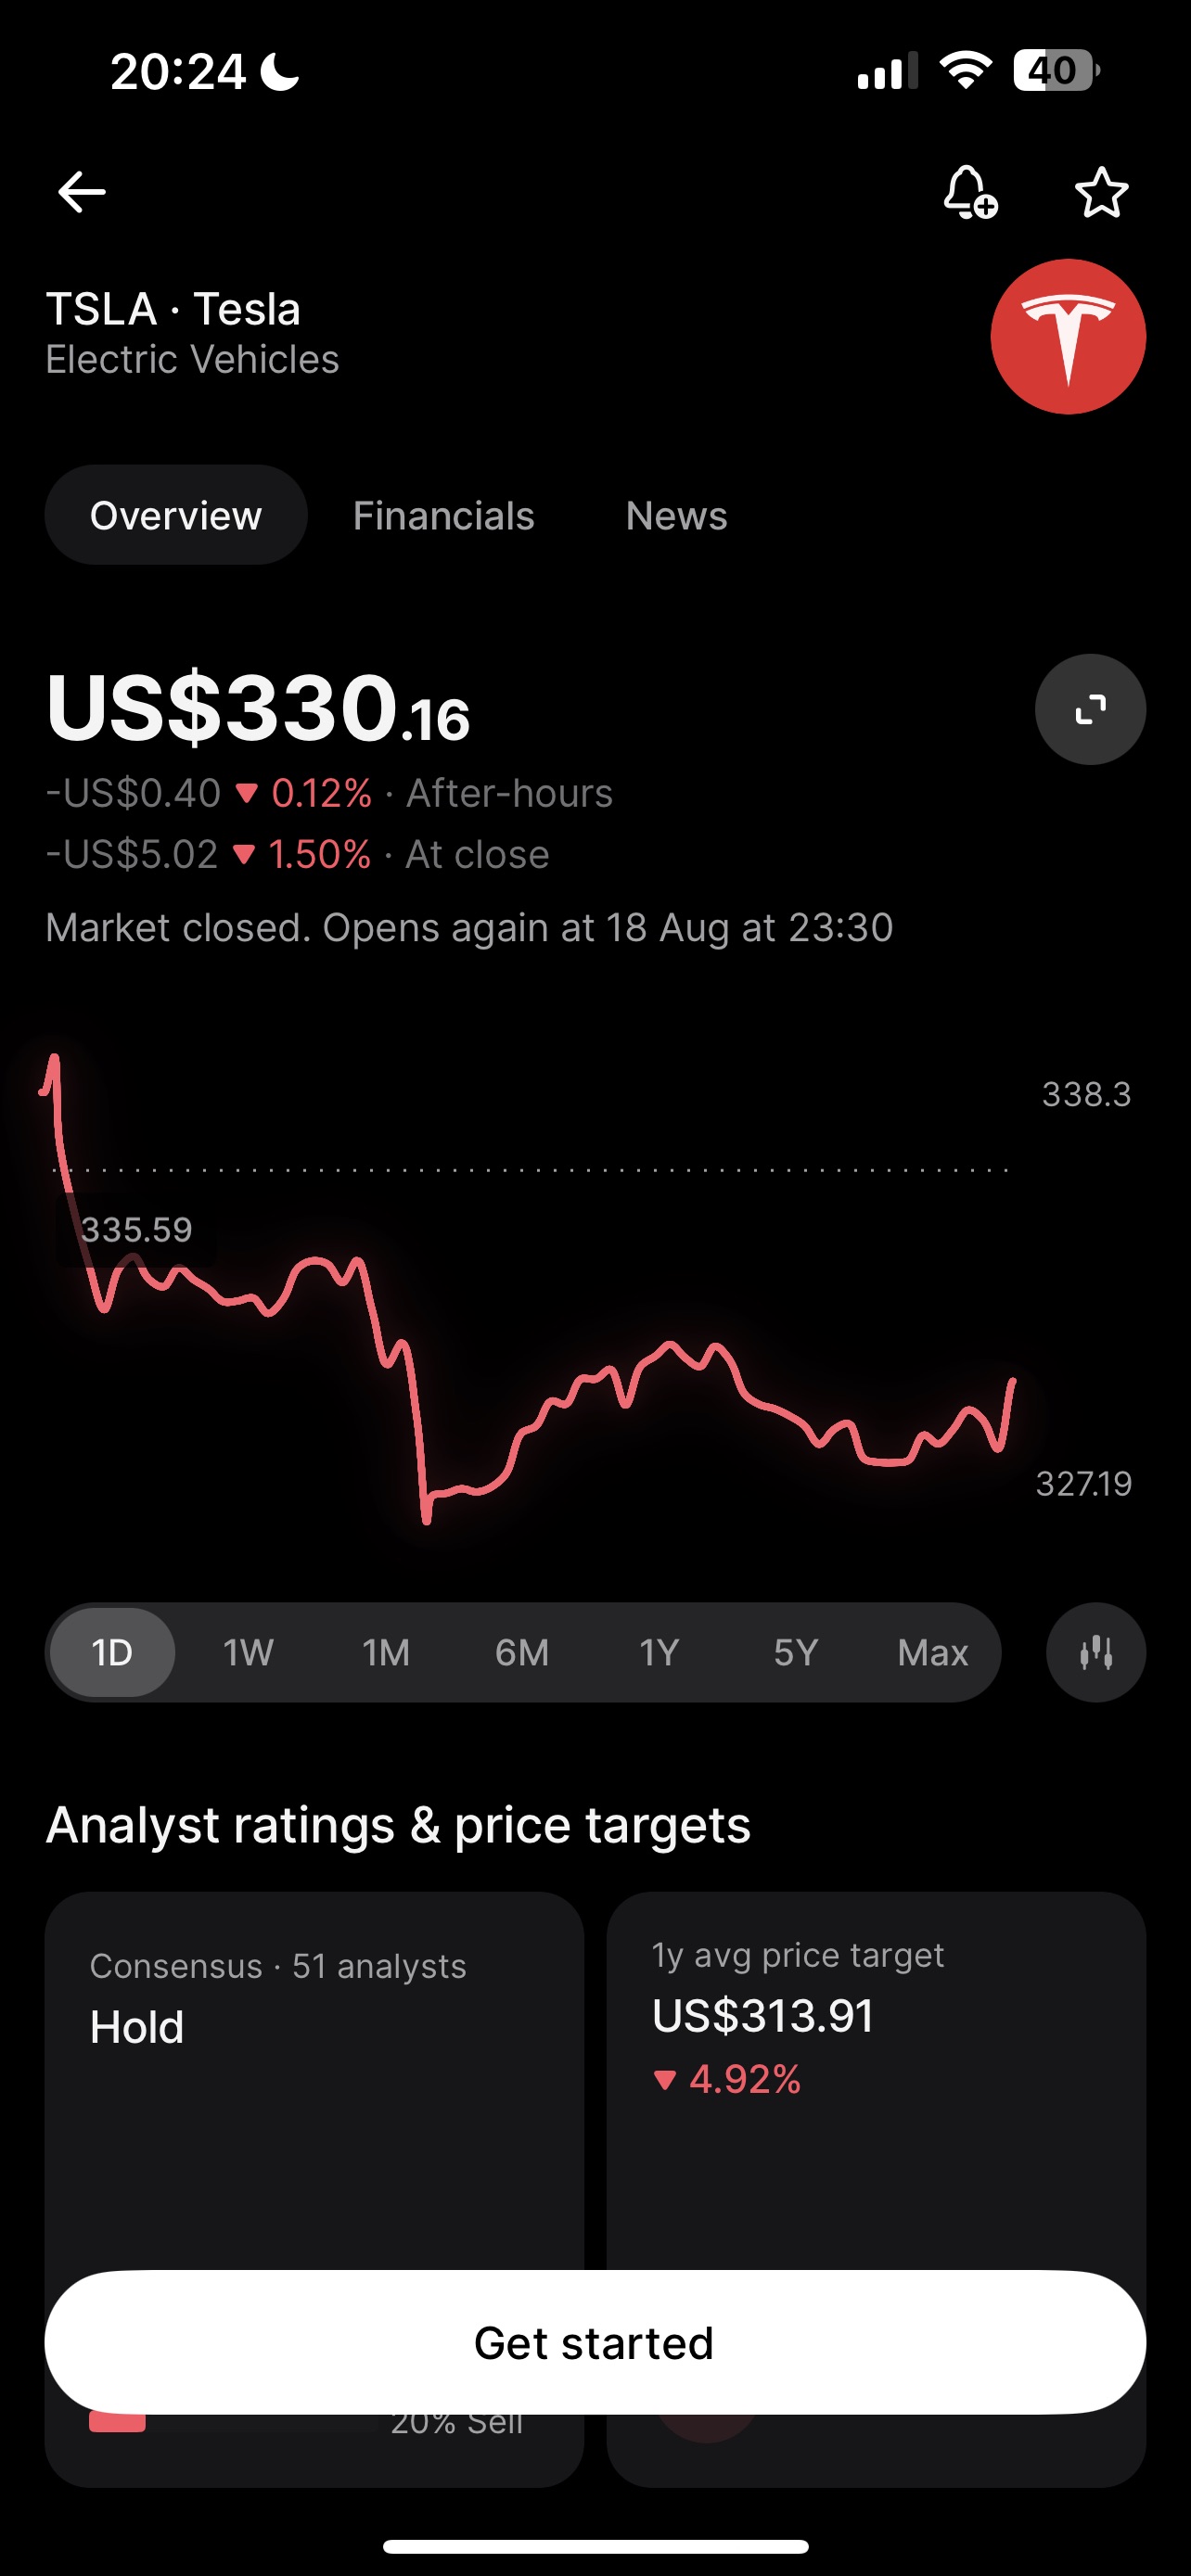 20:24
40
TSLA · Tesla
Electric Vehicles
Overview Financials News
US$330.16
-US$0.40 ▼ 0.12% · After-hours
-US$5.02 ▼ 1.50% · At close
Market closed. Opens again at 18 Aug at 23:30
338.3
335.59
327.19
1D 1W 1M 6M 1Y 5Y Max
Analyst ratings & price targets
Consensus · 51 analysts
Hold
1y avg price target
US$313.91
▼ 4.92%
Get started
20% Sell